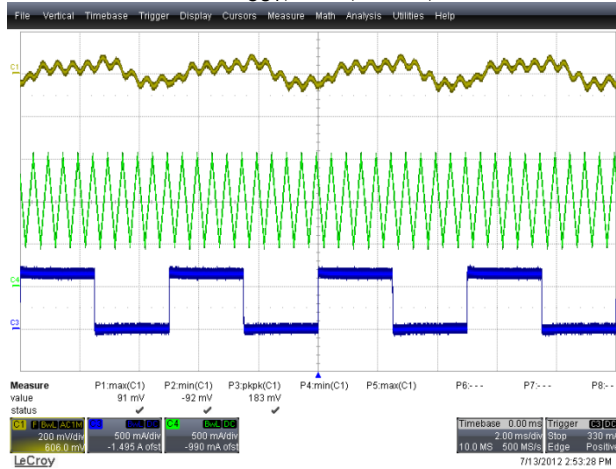 File Vertical Timebase Trigger Display Cursors Measure Math Analysis Utilities Help
C1
C4
C3
Measure P1:max(C1) P2:min(C1) P3:pkpk(C1) P4:min(C1) P5:max(C1) P6:- - - P7:- - - P8:- -
value 91 mV -92 mV 183 mV
status
C1 F BwL AC1M
200 mV/div
606.0 mV
BwL DC
500 mA/div
-1.495 A ofst
C4 BwL DC
500 mA/div
-990 mA ofst
Timebase 0.00 ms
2.00 ms/div
10.0 MS 500 MS/s
Trigger C3 DC
Stop 330 m
Edge Positiv
LeCroy
7/13/2012 2:53:28 PM